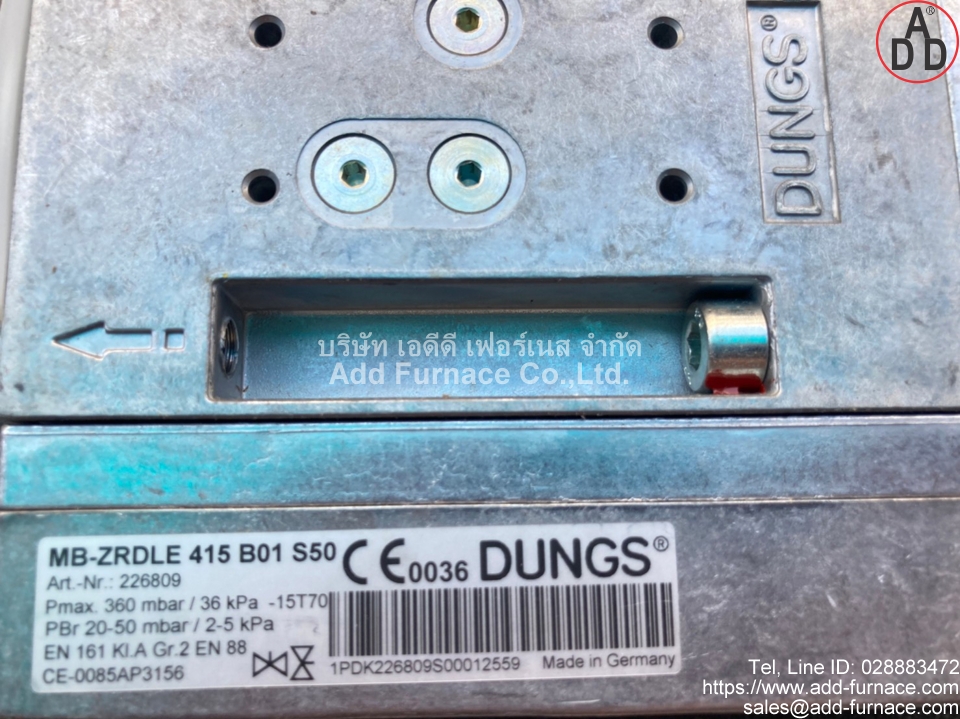 ADD®
DUNGS®
บริษัท เอดีดี เฟอร์เนส จำกัด
Add Furnace Co.,Ltd.
MB-ZRDLE 415 B01 S50
CE 0036 DUNGS®
Art.-Nr.: 226809
Pmax. 360 mbar / 36 kPa -15T70
PBr 20-50 mbar / 2-5 kPa
EN 161 Kl.A Gr.2 EN 88
CE-0085AP3156
1PDK226809S00012559 Made in Germany
Tel, Line ID: 028883472
https://www.add-furnace.com
sales@add-furnace.com